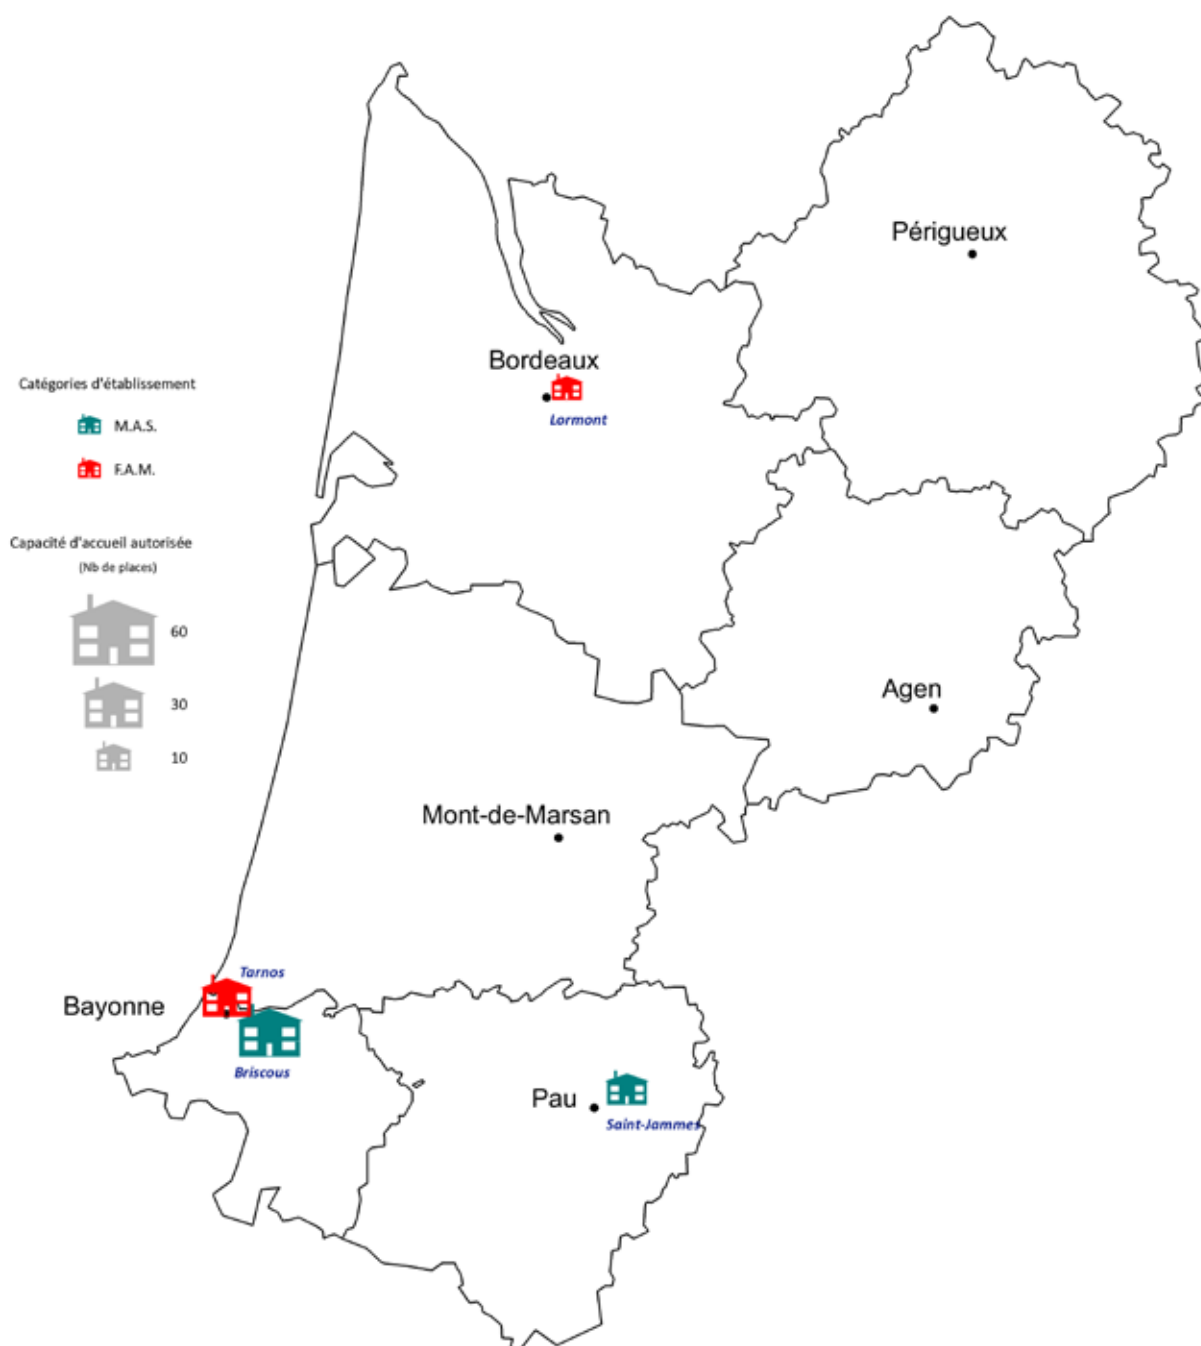 Périgueux
Bordeaux
Lormont
Catégories d'établissement
M.A.S.
F.A.M.
Capacité d'accueil autorisée
(Nb de places)
60
30
10
Agen
Mont-de-Marsan
Tarnos
Bayonne
Briscous
Pau
Saint-Jammes